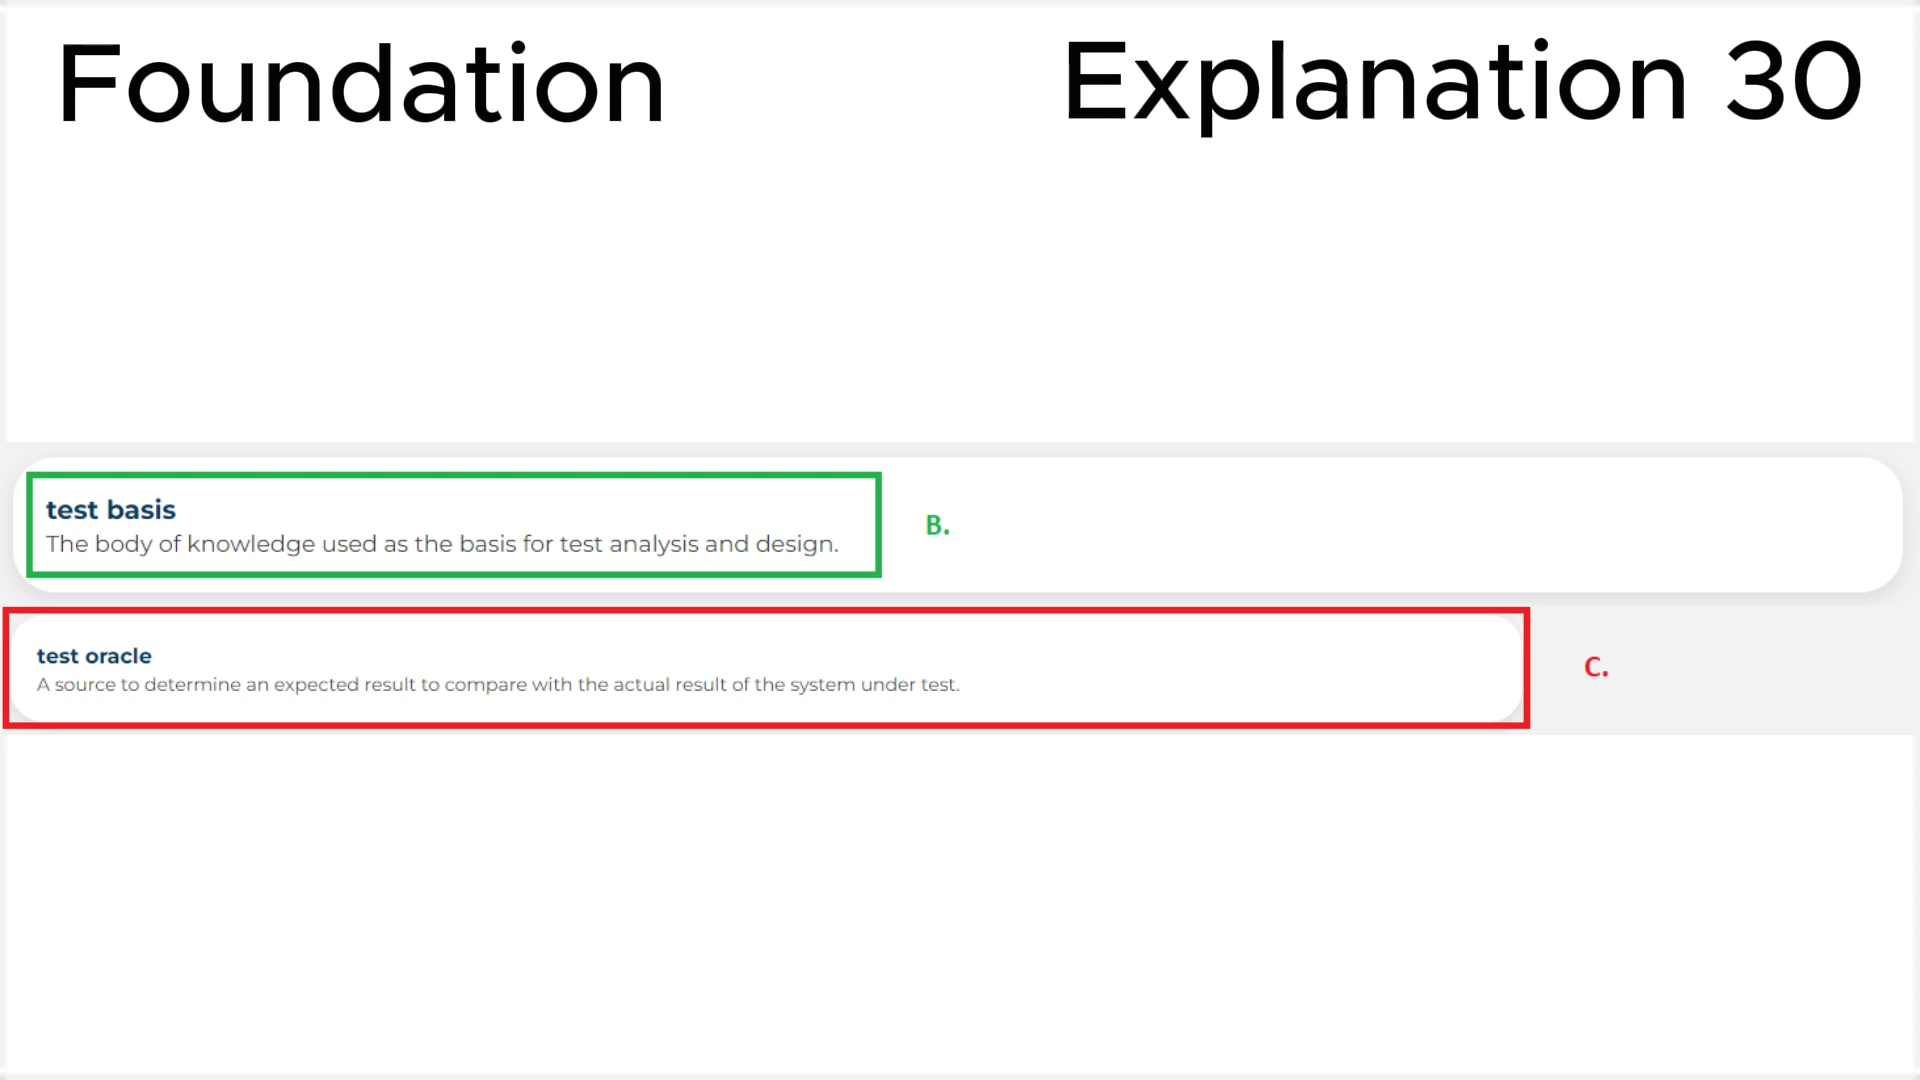 Foundation
Explanation 30
test basis
The body of knowledge used as the basis for test analysis and design.
B.
test oracle
A source to determine an expected result to compare with the actual result of the system under test.
C.